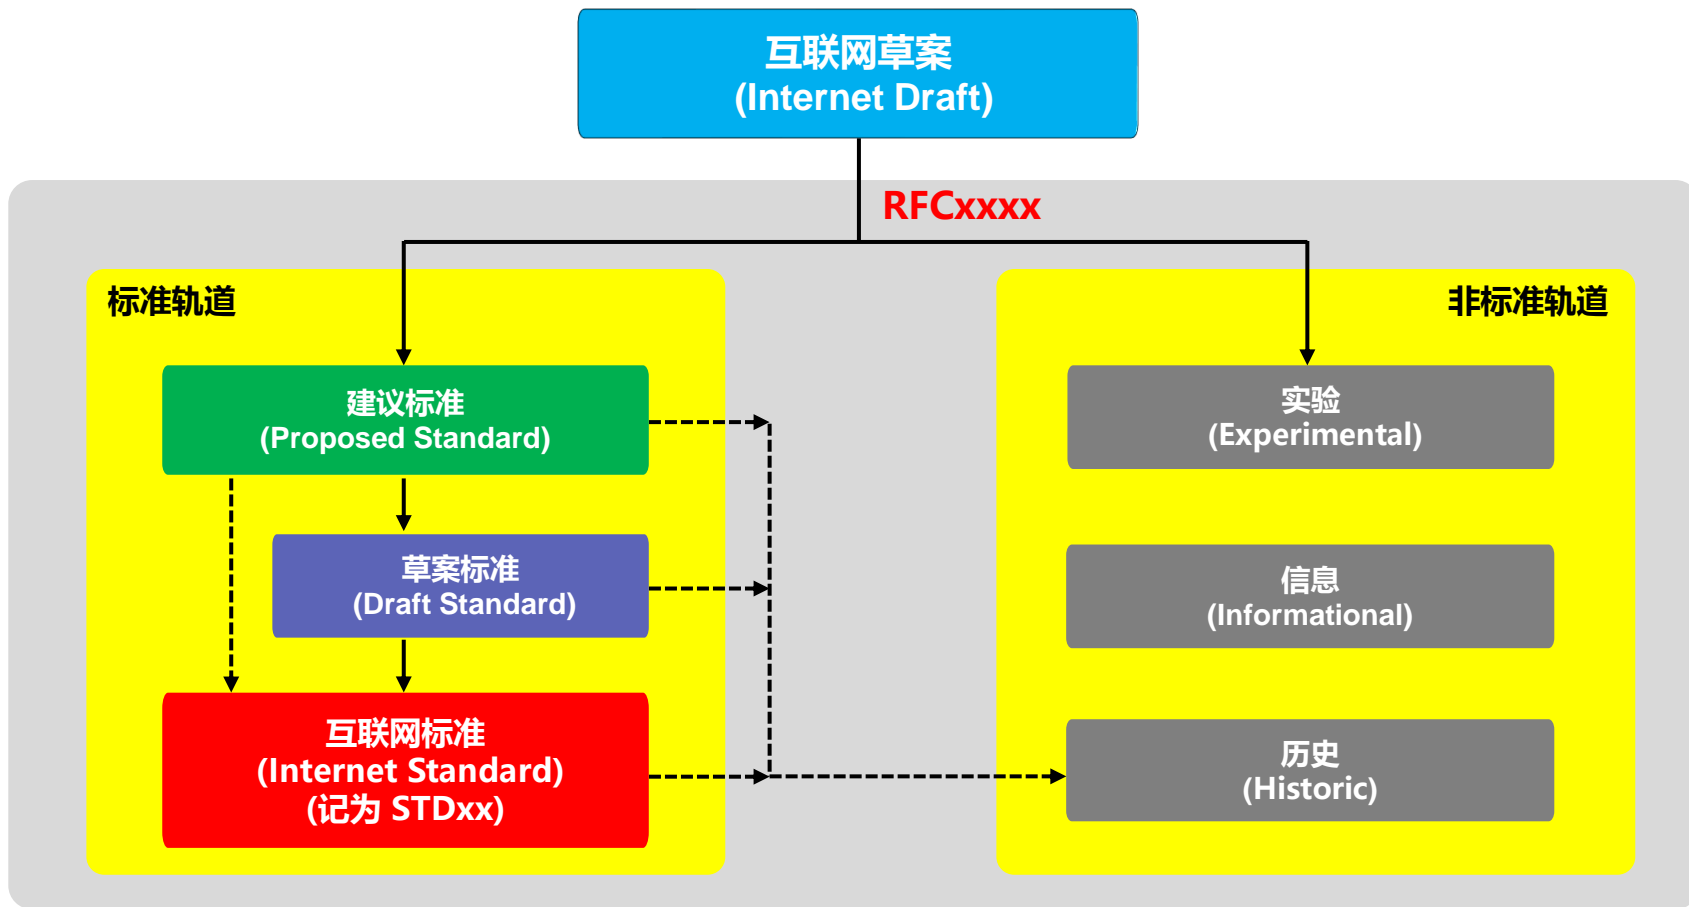 互联网草案
(Internet Draft)
RFCxxxx
标准轨道
非标准轨道
建议标准
(Proposed Standard)
实验
(Experimental)
草案标准
(Draft Standard)
信息
(Informational)
互联网标准
(Internet Standard)
(记为 STDxx)
历史
(Historic)